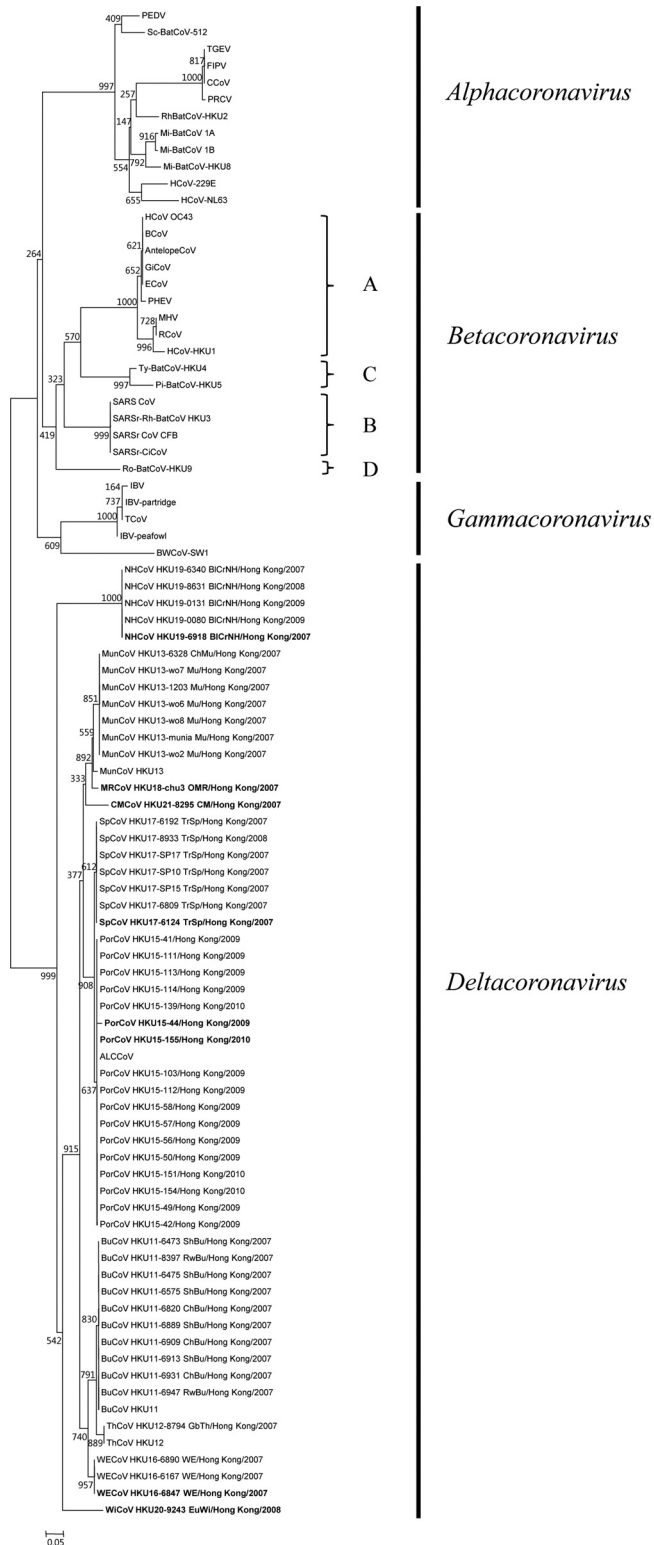 409
PEDV
Sc-BatCoV-512
TGEV
817
FIPV
1000
CCoV
PRCV
997
257
RhBatCoV-HKU2
147
Mi-BatCoV 1A
916
Mi-BatCoV 1B
792
Mi-BatCoV-HKU8
554
HCoV-229E
655
HCoV-NL63
Alphacoronavirus
264
HCoV OC43
BCoV
621
AntelopeCoV
652
GiCoV
ECoV
1000
PHEV
MHV
728
RCoV
996
HCoV-HKU1
A
570
Ty-BatCoV-HKU4
997
Pi-BatCoV-HKU5
C
323
SARS CoV
SARSr-Rh-BatCoV HKU3
419
999
SARSr CoV CFB
SARSr-CiCoV
B
Ro-BatCoV-HKU9
D
Betacoronavirus
164
IBV
737
IBV-partridge
1000
TCoV
IBV-peafowl
609
BWCoV-SW1
Gammacoronavirus
NHCoV HKU19-6340 BlCrNH/Hong Kong/2007
NHCoV HKU19-8631 BlCrNH/Hong Kong/2008
1000
NHCoV HKU19-0131 BlCrNH/Hong Kong/2009
NHCoV HKU19-0080 BlCrNH/Hong Kong/2009
NHCoV HKU19-6918 BlCrNH/Hong Kong/2007
MunCoV HKU13-6328 ChMu/Hong Kong/2007
MunCoV HKU13-wo7 Mu/Hong Kong/2007
MunCoV HKU13-1203 Mu/Hong Kong/2007
851
MunCoV HKU13-wo6 Mu/Hong Kong/2007
MunCoV HKU13-wo8 Mu/Hong Kong/2007
559
MunCoV HKU13-munia Mu/Hong Kong/2007
892
MunCoV HKU13-wo2 Mu/Hong Kong/2007
333
MunCoV HKU13
MRCoV HKU18-chu3 OMR/Hong Kong/2007
CMCoV HKU21-8295 CM/Hong Kong/2007
SpCoV HKU17-6192 TrSp/Hong Kong/2007
SpCoV HKU17-8933 TrSp/Hong Kong/2008
SpCoV HKU17-SP17 TrSp/Hong Kong/2007
377
612
SpCoV HKU17-SP10 TrSp/Hong Kong/2007
SpCoV HKU17-SP15 TrSp/Hong Kong/2007
SpCoV HKU17-6809 TrSp/Hong Kong/2007
SpCoV HKU17-6124 TrSp/Hong Kong/2007
PorCoV HKU15-41/Hong Kong/2009
PorCoV HKU15-111/Hong Kong/2009
999
PorCoV HKU15-113/Hong Kong/2009
908
PorCoV HKU15-114/Hong Kong/2009
PorCoV HKU15-139/Hong Kong/2010
PorCoV HKU15-44/Hong Kong/2009
PorCoV HKU15-155/Hong Kong/2010
ALCCoV
PorCoV HKU15-103/Hong Kong/2009
637
PorCoV HKU15-112/Hong Kong/2009
PorCoV HKU15-58/Hong Kong/2009
PorCoV HKU15-57/Hong Kong/2009
915
PorCoV HKU15-56/Hong Kong/2009
PorCoV HKU15-50/Hong Kong/2009
PorCoV HKU15-151/Hong Kong/2010
PorCoV HKU15-154/Hong Kong/2010
PorCoV HKU15-49/Hong Kong/2009
PorCoV HKU15-42/Hong Kong/2009
BuCoV HKU11-6473 ShBu/Hong Kong/2007
BuCoV HKU11-8397 RwBu/Hong Kong/2007
BuCoV HKU11-6475 ShBu/Hong Kong/2007
BuCoV HKU11-6575 ShBu/Hong Kong/2007
BuCoV HKU11-6820 ChBu/Hong Kong/2007
830
BuCoV HKU11-6889 ShBu/Hong Kong/2007
542
BuCoV HKU11-6909 ChBu/Hong Kong/2007
BuCoV HKU11-6913 ShBu/Hong Kong/2007
791
BuCoV HKU11-6931 ChBu/Hong Kong/2007
BuCoV HKU11-6947 RwBu/Hong Kong/2007
BuCoV HKU11
ThCoV HKU12-8794 GbTh/Hong Kong/2007
740
889
ThCoV HKU12
WECoV HKU16-6890 WE/Hong Kong/2007
WECoV HKU16-6167 WE/Hong Kong/2007
957
WECoV HKU16-6847 WE/Hong Kong/2007
WiCoV HKU20-9243 EuWi/Hong Kong/2008
Deltacoronavirus
0.05